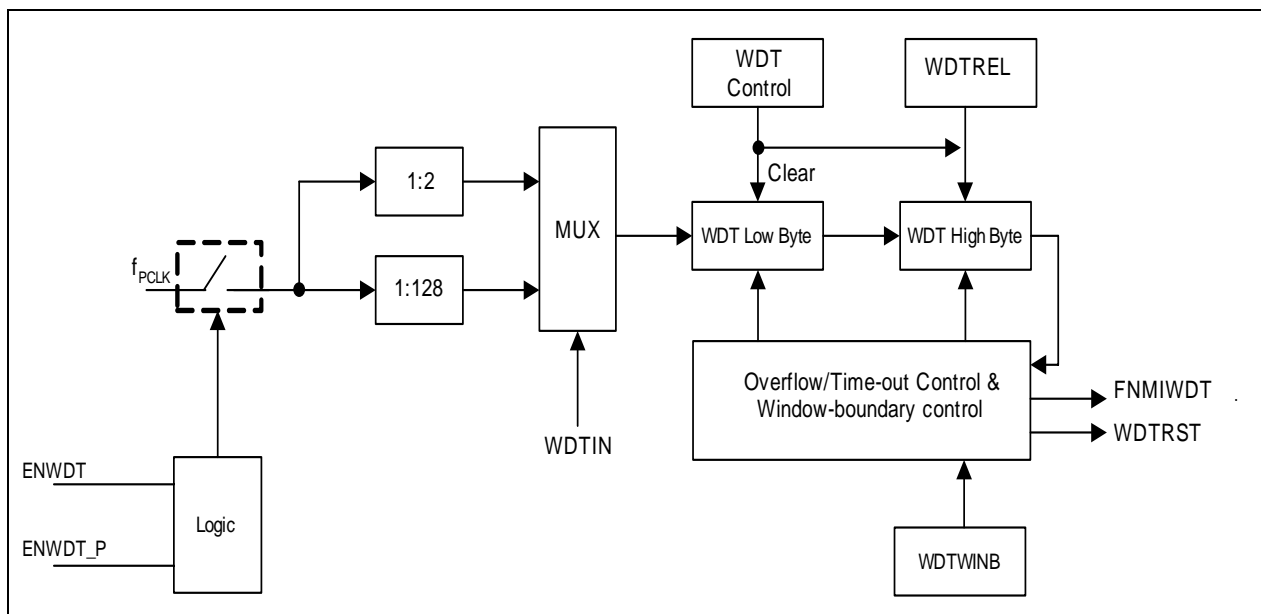 WDT
Control
WDTREL
Clear
1:2
MUX
WDT Low Byte
WDT High Byte
fPCLK
1:128
Overflow/Time-out Control &
Window-boundary control
FNMIWDT .
WDTRST
WDTIN
ENWDT
Logic
ENWDT_P
WDTWINB